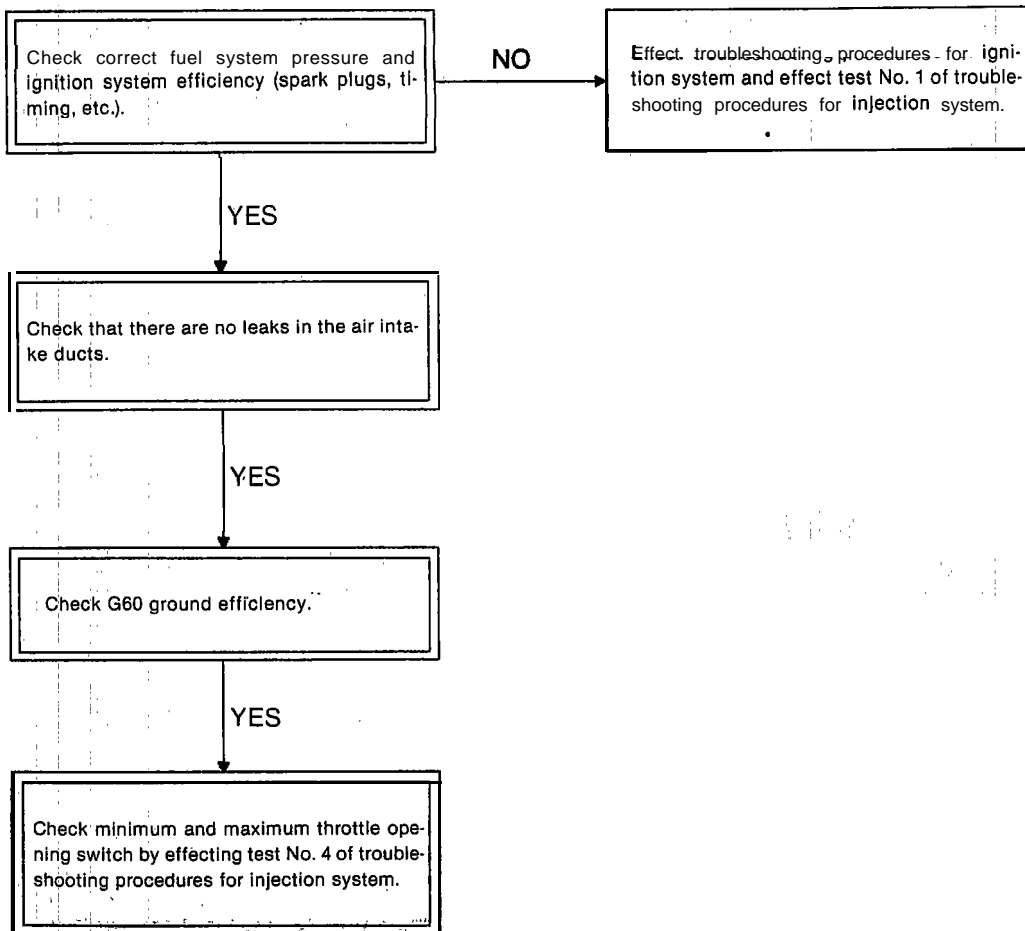 Check correct fuel system pressure and
ignition system efficiency (spark plugs, ti-
ming, etc.).
NO
Effect troubleshooting procedures for igni-
tion system and effect test No. 1 of trouble-
shooting procedures for injection system.
YES
Check that there are no leaks in the air inta-
ke ducts.
YES
Check G60 ground efficiency.
YES
Check minimum and maximum throttle ope-
ning switch by effecting test No. 4 of trouble-
shooting procedures for injection system.